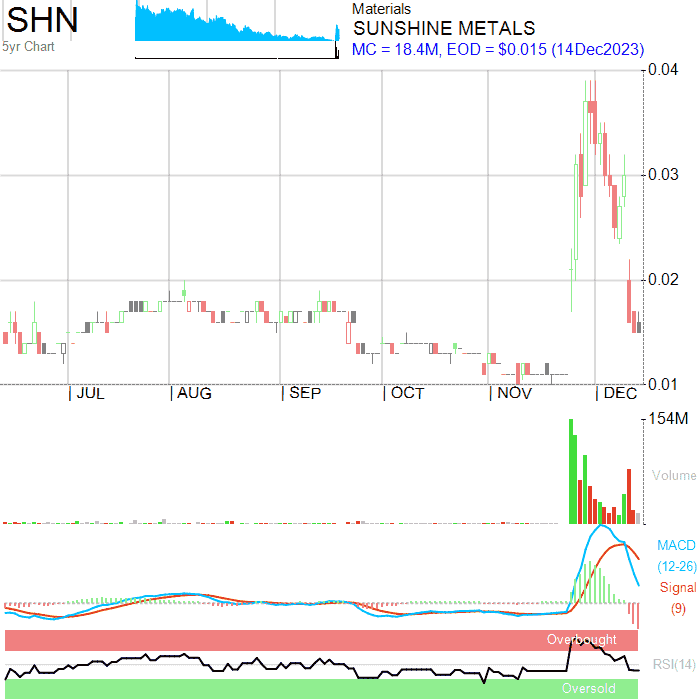 SHN
5yr Chart
Materials
SUNSHINE METALS
MC = 18.4M, EOD = $0.015 (14Dec2023)
0.04
0.03
0.02
0.01
JUL AUG SEP OCT NOV DEC
154M
Volume
MACD
(12-26)
Signal
(9)
Overbought
RSI(14)
Oversold